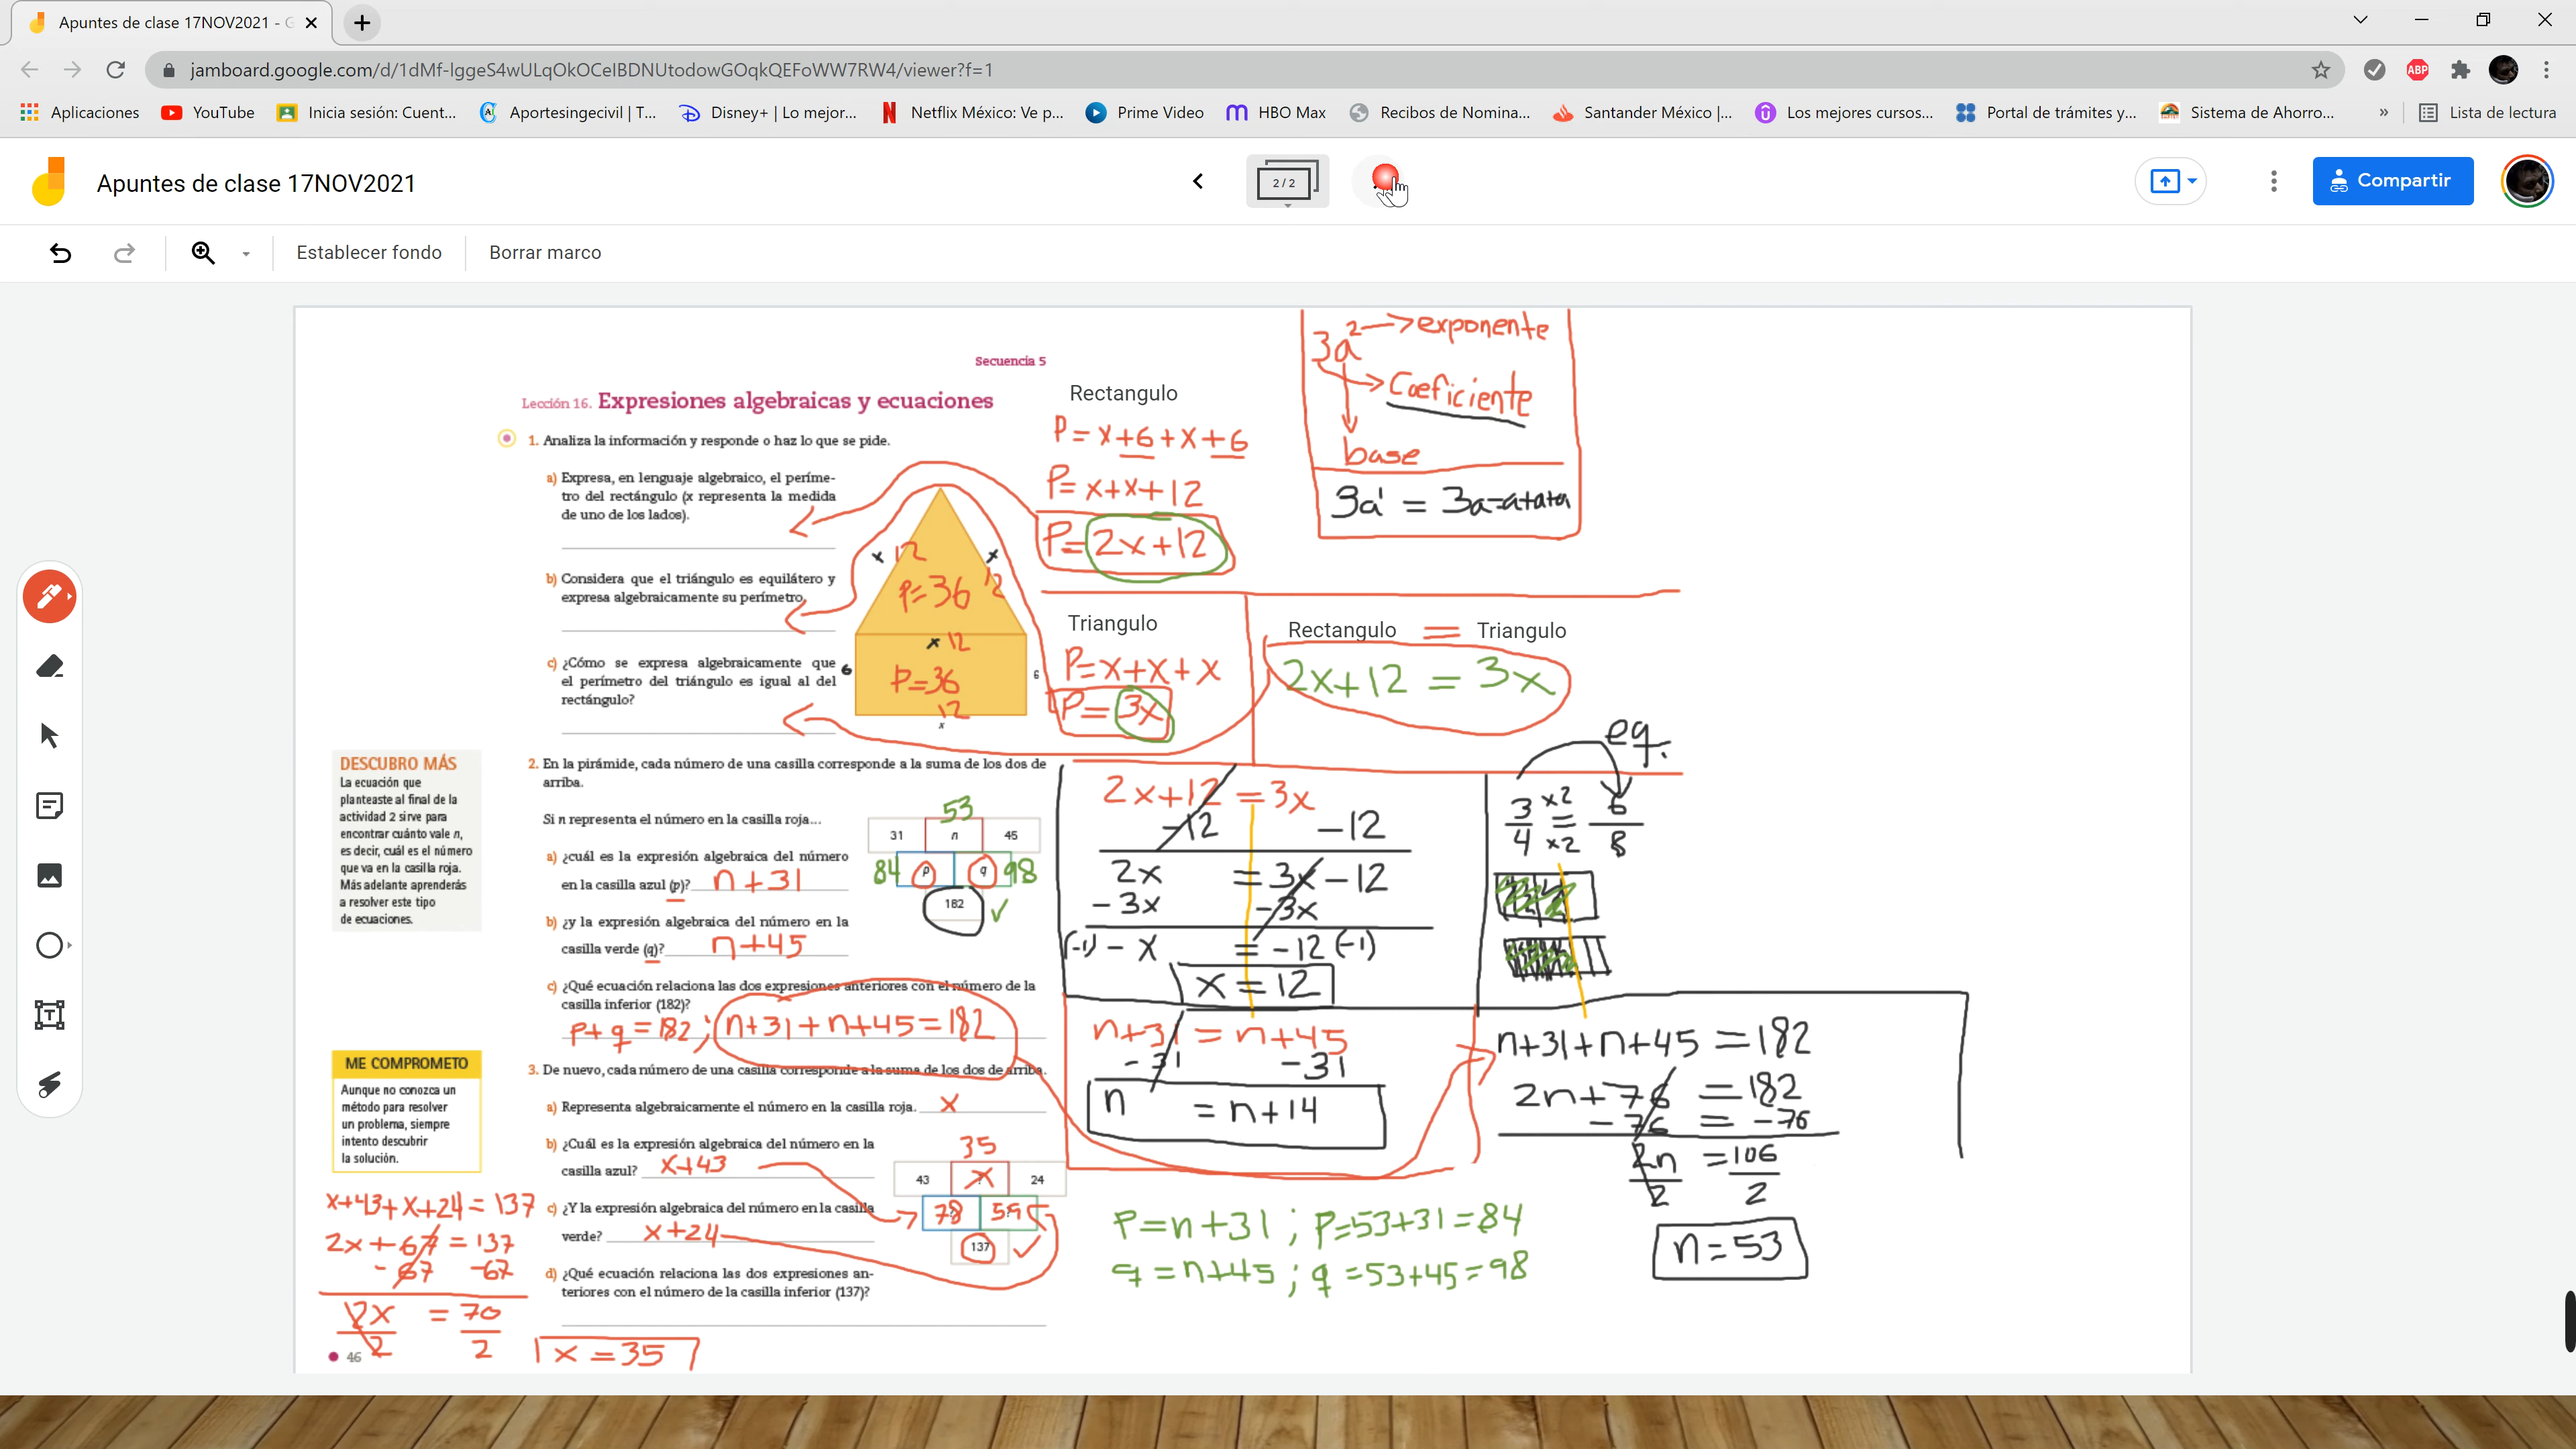 Apuntes de clase 17NOV2021 - G
jamboard.google.com/d/1dMf-lggeS4wULqOkOCeIBDNUtodowGOqkQEFoWW7RW4/viewer?f=1
ABP
Aplicaciones
YouTube
Inicia sesión: Cuent...
Aportesingecivil | T...
Disney+ | Lo mejor...
Netflix México: Ve p...
Prime Video
HBO Max
Recibos de Nomina...
Santander México |...
Los mejores cursos...
Portal de trámites y...
Sistema de Ahorro...
»
Lista de lectura
Apuntes de clase 17NOV2021
2 / 2
Compartir
Establecer fondo
Borrar marco
Secuencia 5
Lección 16. Expresiones algebraicas y ecuaciones
1. Analiza la información y responde o haz lo que se pide.
a) Expresa, en lenguaje algebraico, el períme-
tro del rectángulo (x representa la medida
de uno de los lados).
b) Considera que el triángulo es equilátero y
expresa algebraicamente su perímetro.
c) ¿Cómo se expresa algebraicamente que
el perímetro del triángulo es igual al del
rectángulo?
x 12
x
12
P=36
x 12
6
P=36
6
12
x
Rectangulo
P=x+6+x+6
P=x+x+12
P=2x+12
3a² → exponente
Coeficiente
base
3a¹ = 3a=a+a+a
Triangulo
P=x+x+x
P=3x
Rectangulo = Triangulo
2x+12 = 3x
DESCUBRO MÁS
La ecuación que
planteaste al final de la
actividad 2 sirve para
encontrar cuánto vale n,
es decir, cuál es el número
que va en la casilla roja.
Más adelante aprenderás
a resolver este tipo
de ecuaciones.
2. En la pirámide, cada número de una casilla corresponde a la suma de los dos de
arriba.
Si n representa el número en la casilla roja...
a) ¿cuál es la expresión algebraica del número
en la casilla azul (p)? n+31
b) ¿y la expresión algebraica del número en la
casilla verde (q)? n+45
c) ¿Qué ecuación relaciona las dos expresiones anteriores con el número de la
casilla inferior (182)?
p+q=182 ; n+31+n+45=182
53
31 n 45
84 p q 98
182 ✓
2x+12 = 3x
-12 -12
2x = 3x-12
-3x -3x
(-1) -x = -12 (-1)
x = 12
eq.
3 x2 6
4 = 8
x2
n+31 = n+45
-31 -31
n = n+14
n+31+n+45 =182
2n+76 =182
-76 = -76
2n = 106
2 2
n=53
ME COMPROMETO
Aunque no conozca un
método para resolver
un problema, siempre
intento descubrir
la solución.
3. De nuevo, cada número de una casilla corresponde a la suma de los dos de arriba.
a) Representa algebraicamente el número en la casilla roja. x
b) ¿Cuál es la expresión algebraica del número en la
casilla azul? x+43
c) ¿Y la expresión algebraica del número en la casilla
verde? x+24
d) ¿Qué ecuación relaciona las dos expresiones an-
teriores con el número de la casilla inferior (137)?
35
43 x 24
78 59
137 ✓
x+43+x+24=137
2x+67=137
-67 -67
2x = 70
2 2
x=35
P=n+31 ; P=53+31=84
q=n+45 ; q=53+45=98
46